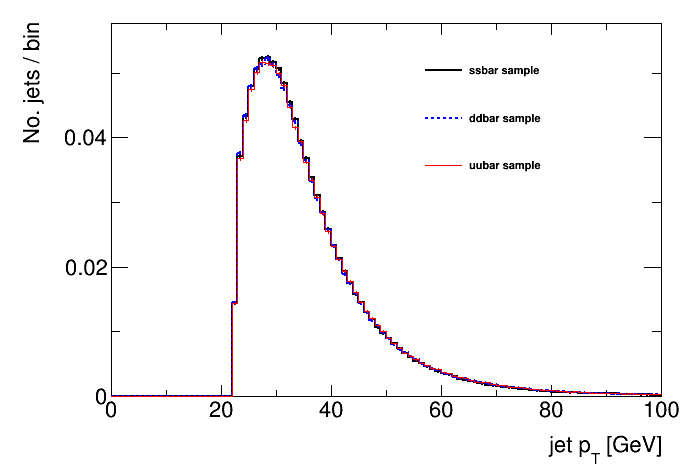 No. jets / bin
ssbar sample
ddbar sample
uubar sample
0.04
0.02
0
0 20 40 60 80 100
jet p_T [GeV]